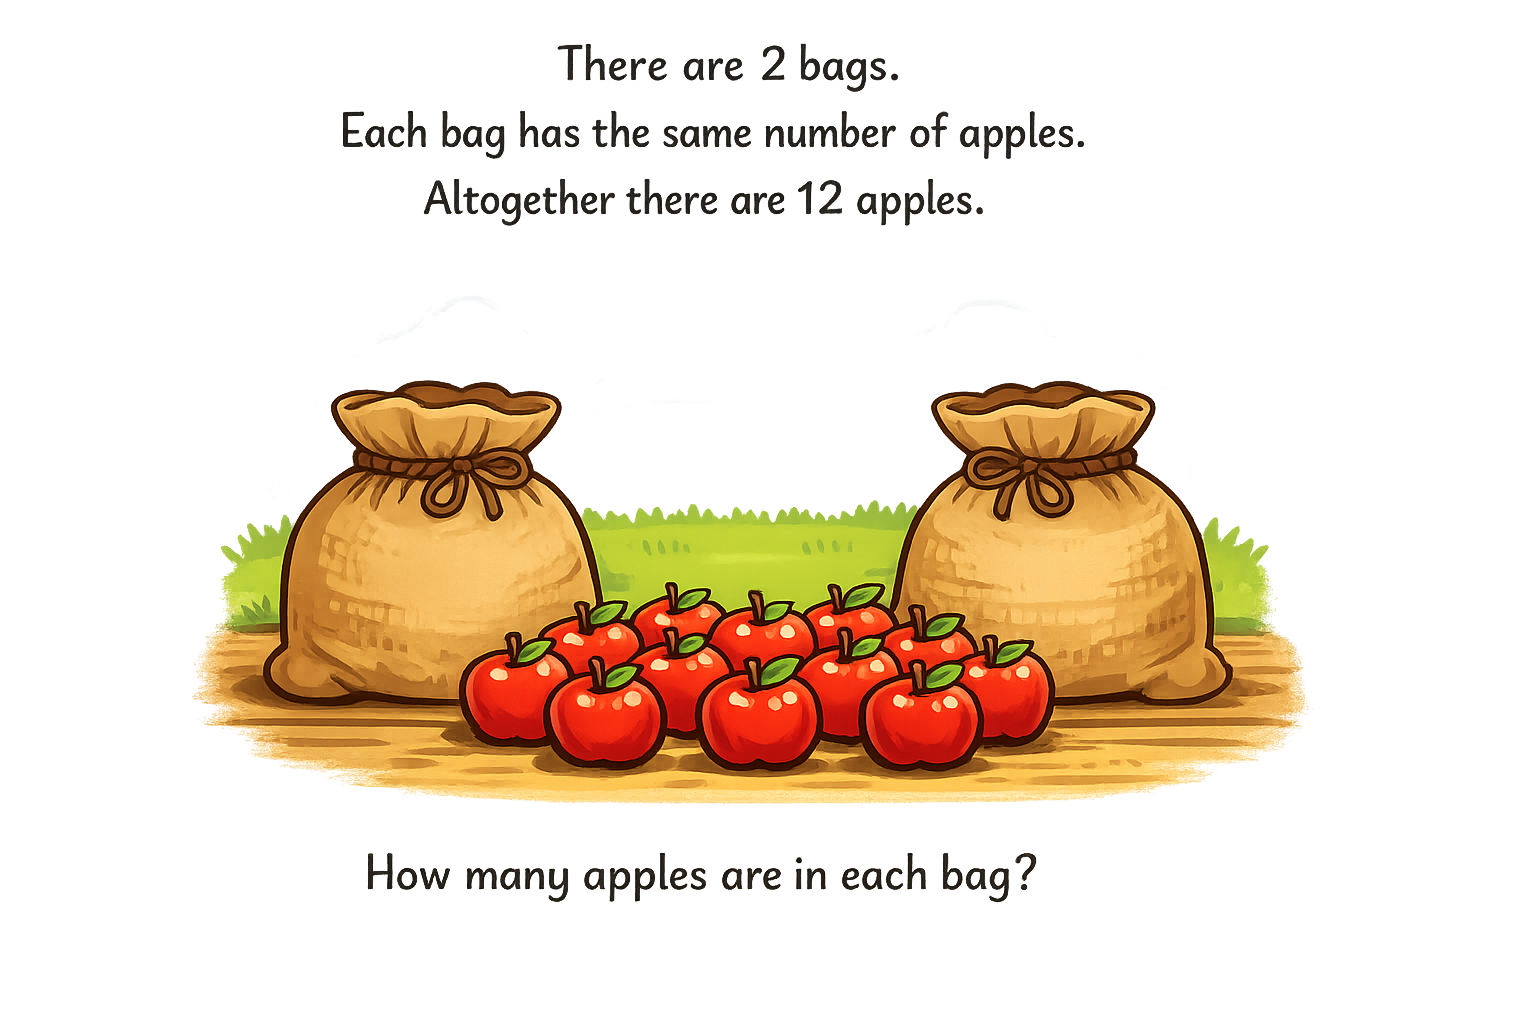 There are 2 bags.
Each bag has the same number of apples.
Altogether there are 12 apples.
How many apples are in each bag?